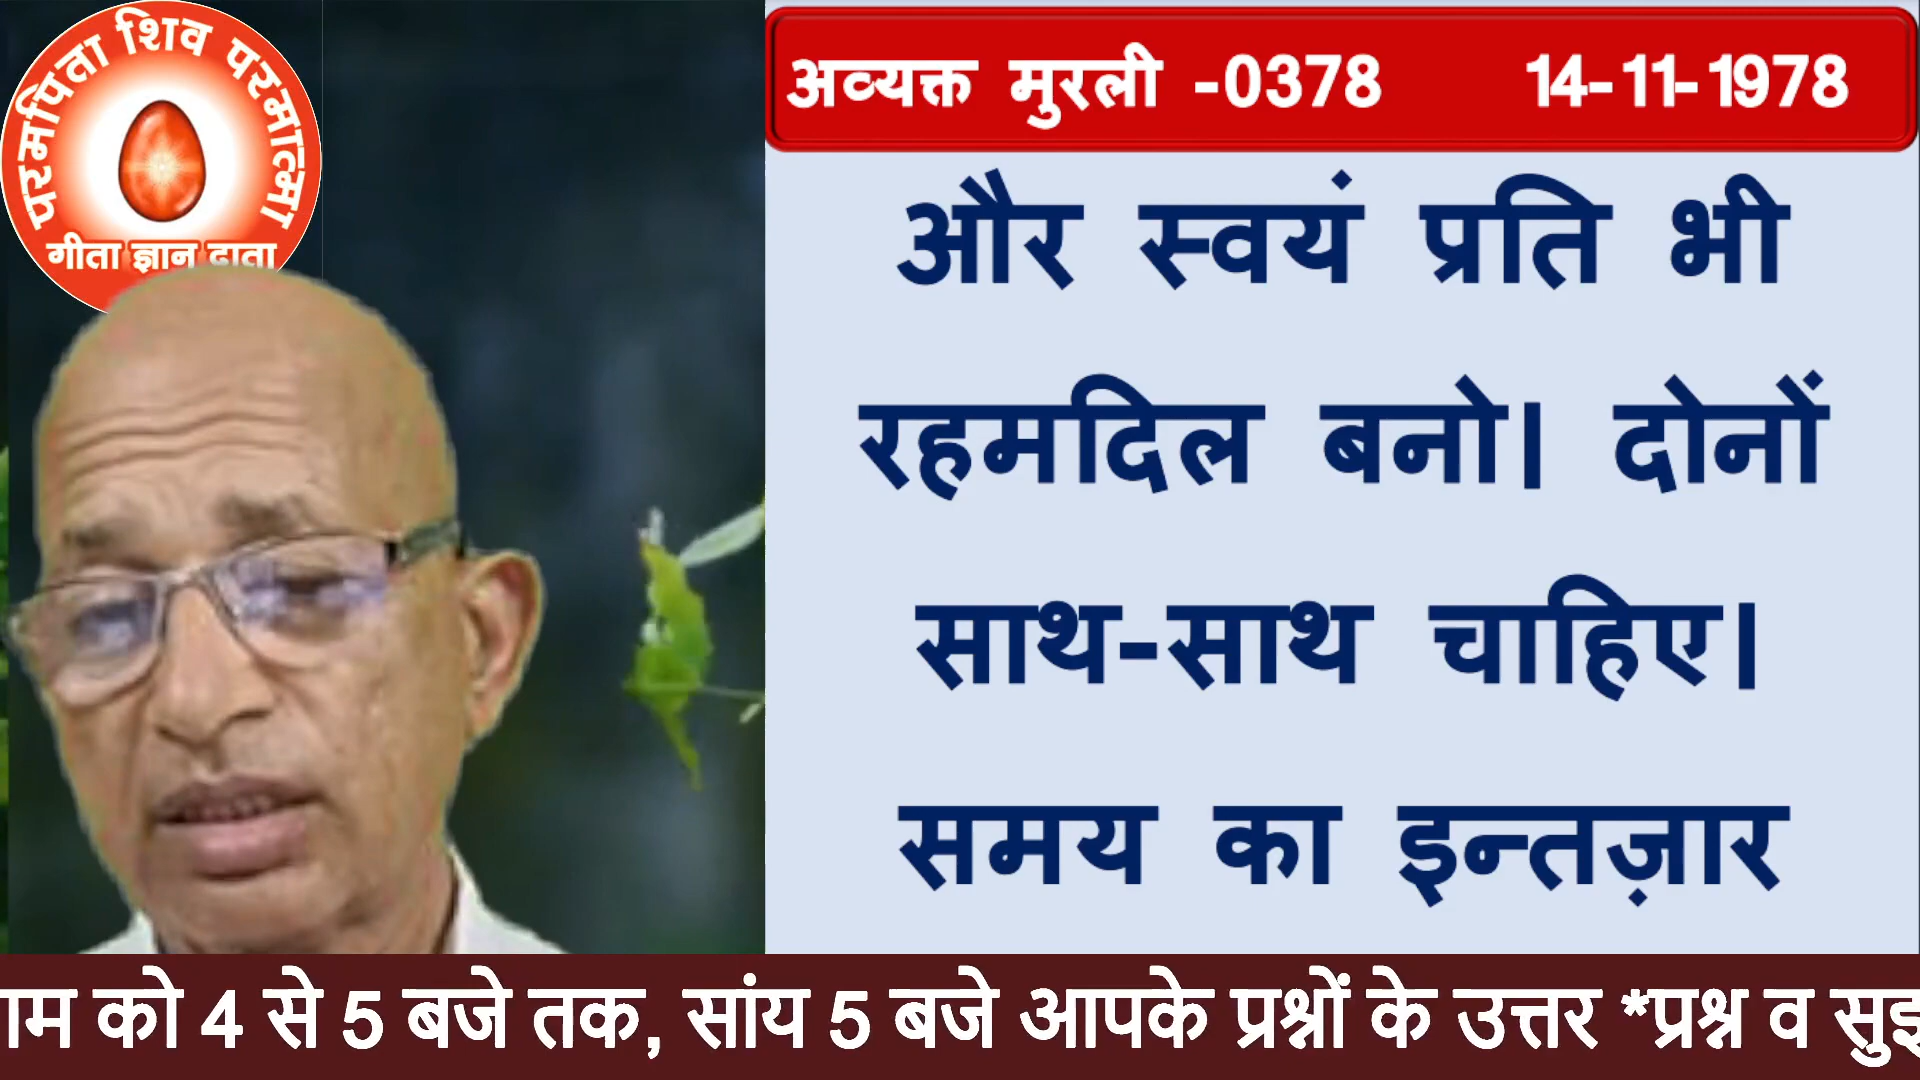 परमपिता शिव परमात्मा
गीता ज्ञान दाता
अव्यक्त मुरली -0378 14-11-1978
और स्वयं प्रति भी
रहमदिल बनो। दोनों
साथ-साथ चाहिए।
समय का इन्तज़ार
को 4 से 5 बजे तक, सांय 5 बजे आपके प्रश्नों के उत्तर *प्रश्न व